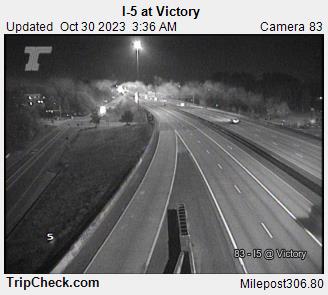 I-5 at Victory
Updated Oct 30 2023 3:36 AM Camera 83
T
S
83 - I5 @ Victory
TripCheck.com Milepost306.80